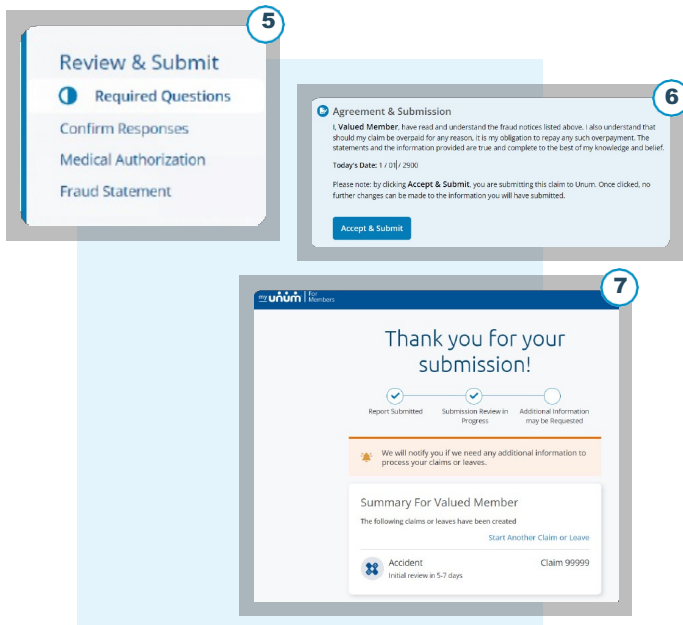 5
Review & Submit
Required Questions
Confirm Responses
Medical Authorization
Fraud Statement
6
Agreement & Submission
I, Valued Member, have read and understand the fraud notices listed above. I also understand that
should my claim be overpaid for any reason, it is my obligation to repay any such overpayment. The
statements and the information provided are true and complete to the best of my knowledge and belief.
Today's Date: 1 / 01 / 2900
Please note: by clicking Accept & Submit, you are submitting this claim to Unum. Once clicked, no
further changes can be made to the information you will have submitted.
Accept & Submit
7
my unum For
Members
Thank you for your
submission!
Report Submitted
Submission Review in
Progress
Additional Information
may be Requested
We will notify you if we need any additional information to
process your claims or leaves.
Summary For Valued Member
The following claims or leaves have been created
Start Another Claim or Leave
Accident Claim 99999
Initial review in 5-7 days